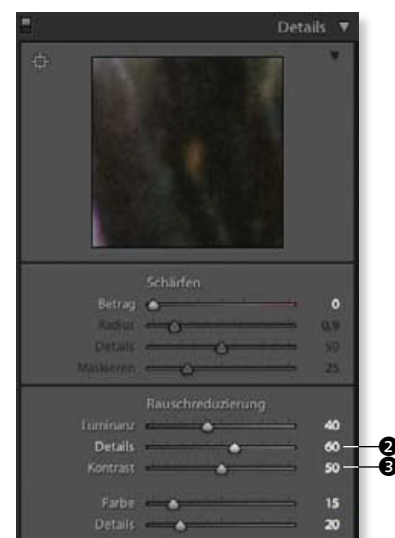 Details
Schärfen
Betrag 0
Radius 0,9
Details 50
Maskieren 25
Rauschreduzierung
Luminanz 40
Details 60 2
Kontrast 50 3
Farbe 15
Details 20